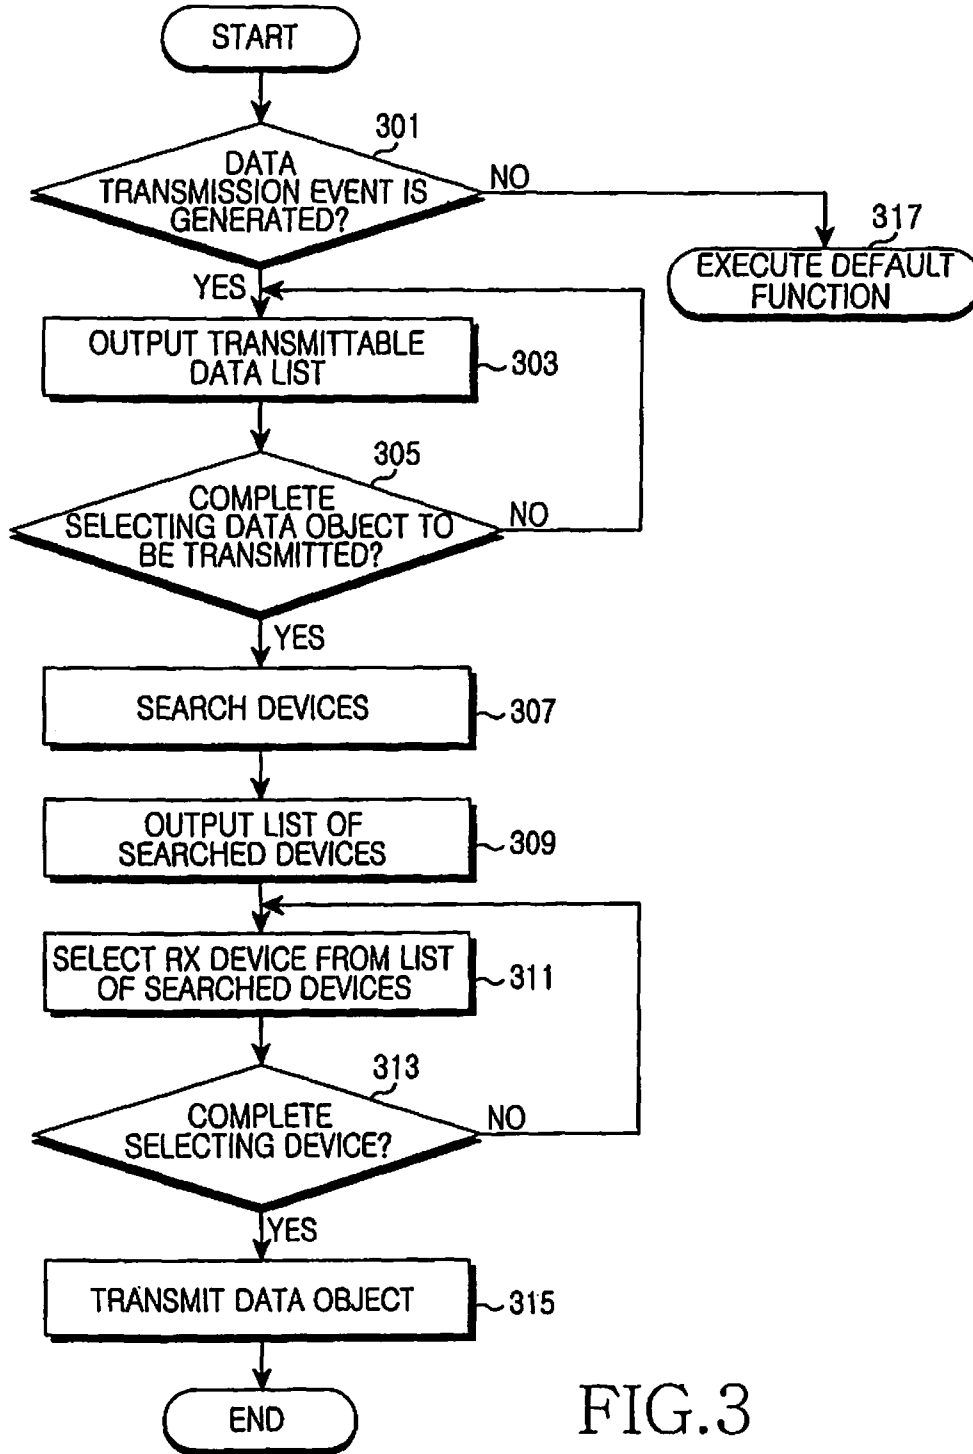 START
301
DATA
TRANSMISSION EVENT IS
GENERATED?
NO
317
EXECUTE DEFAULT
FUNCTION
YES
OUTPUT TRANSMITTABLE
DATA LIST
303
305
COMPLETE
SELECTING DATA OBJECT TO
BE TRANSMITTED?
NO
YES
SEARCH DEVICES
307
OUTPUT LIST OF
SEARCHED DEVICES
309
SELECT RX DEVICE FROM LIST
OF SEARCHED DEVICES
311
313
COMPLETE
SELECTING DEVICE?
NO
YES
TRANSMIT DATA OBJECT
315
END
FIG.3